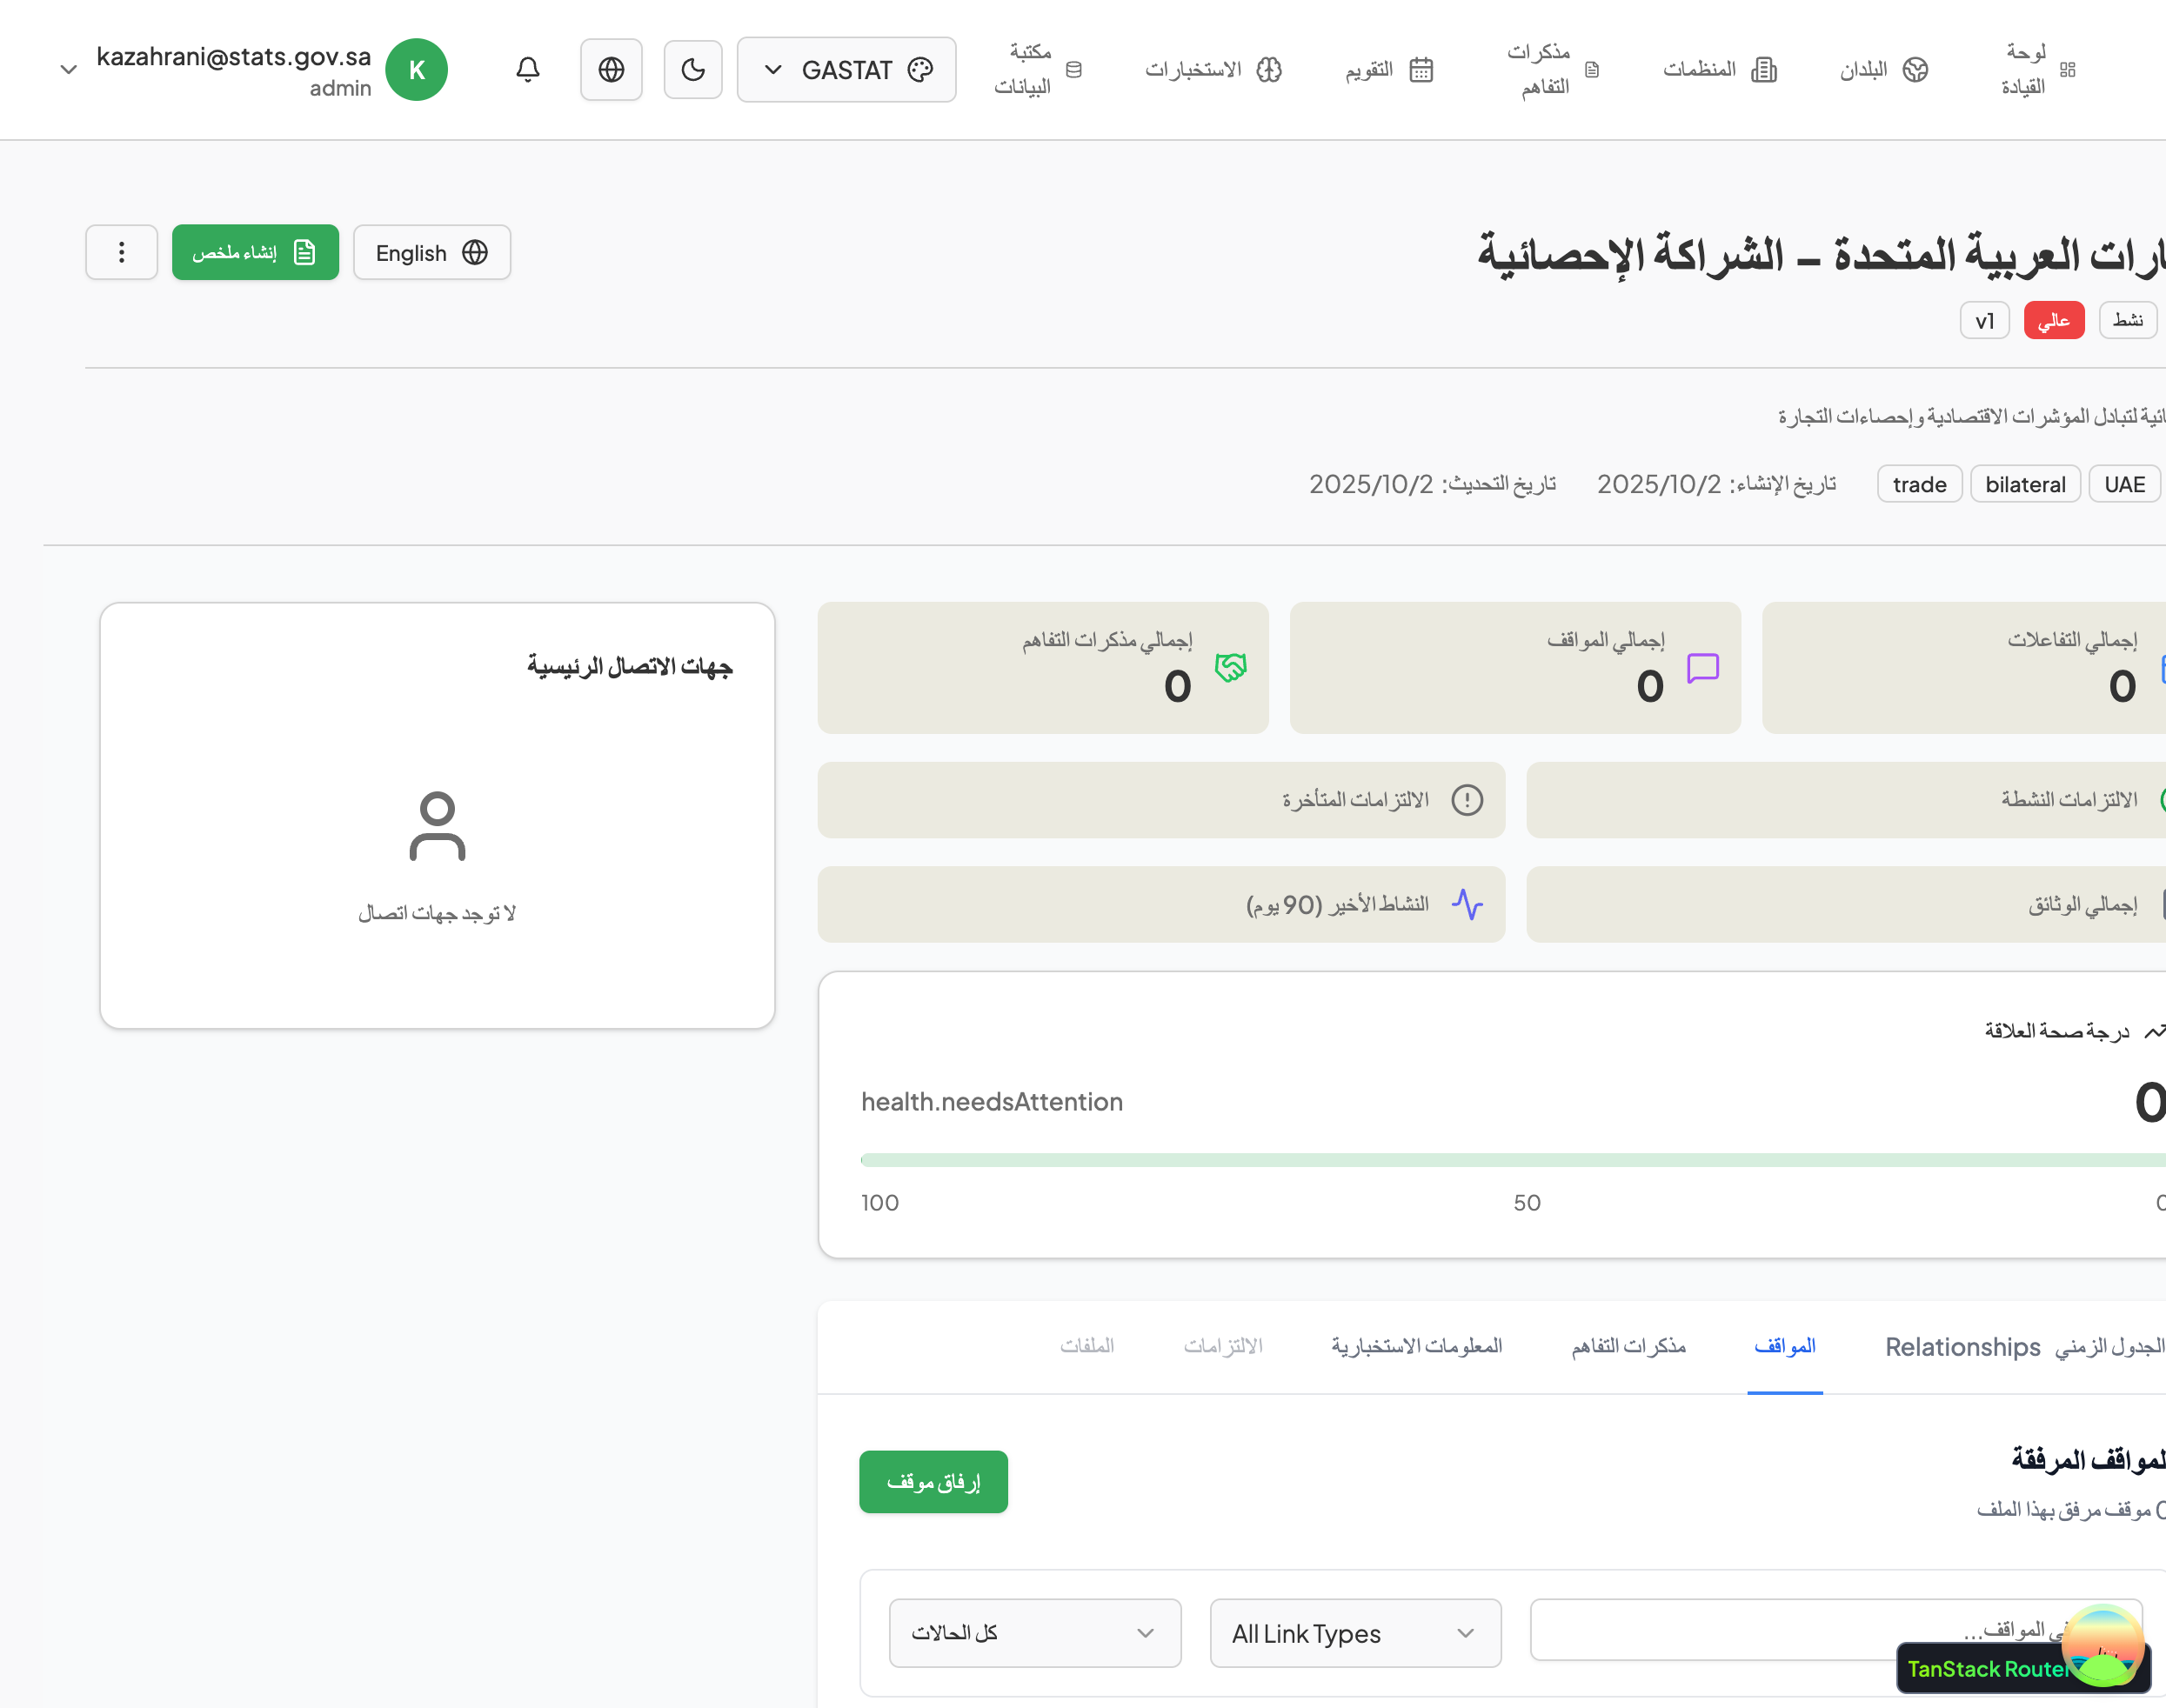 لوحة القيادة
البلدان
المنظمات
مذكرات التفاهم
التقويم
الاستخبارات
مكتبة البيانات
GASTAT
K
kazahrani@stats.gov.sa
admin
العربية المتحدة – الشراكة الإحصائية
English
إنشاء ملخص
نشط
عالي
v1
لتبادل المؤشرات الاقتصادية وإحصاءات التجارة
UAE
bilateral
trade
تاريخ الإنشاء: 2025/10/2
تاريخ التحديث: 2025/10/2
إجمالي التفاعلات
0
إجمالي المواقف
0
إجمالي مذكرات التفاهم
0
جهات الاتصال الرئيسية
لا توجد جهات اتصال
الالتزامات النشطة
الالتزامات المتأخرة
إجمالي الوثائق
النشاط الأخير (90 يوم)
درجة صحة العلاقة
0
health.needsAttention
0
50
100
الجدول الزمني
Relationships
المواقف
مذكرات التفاهم
المعلومات الاستخبارية
الالتزامات
الملفات
المواقف المرفقة
0 موقف مرفق بهذا الملف
إرفاق موقف
المواقف...
All Link Types
كل الحالات
TanStack Router